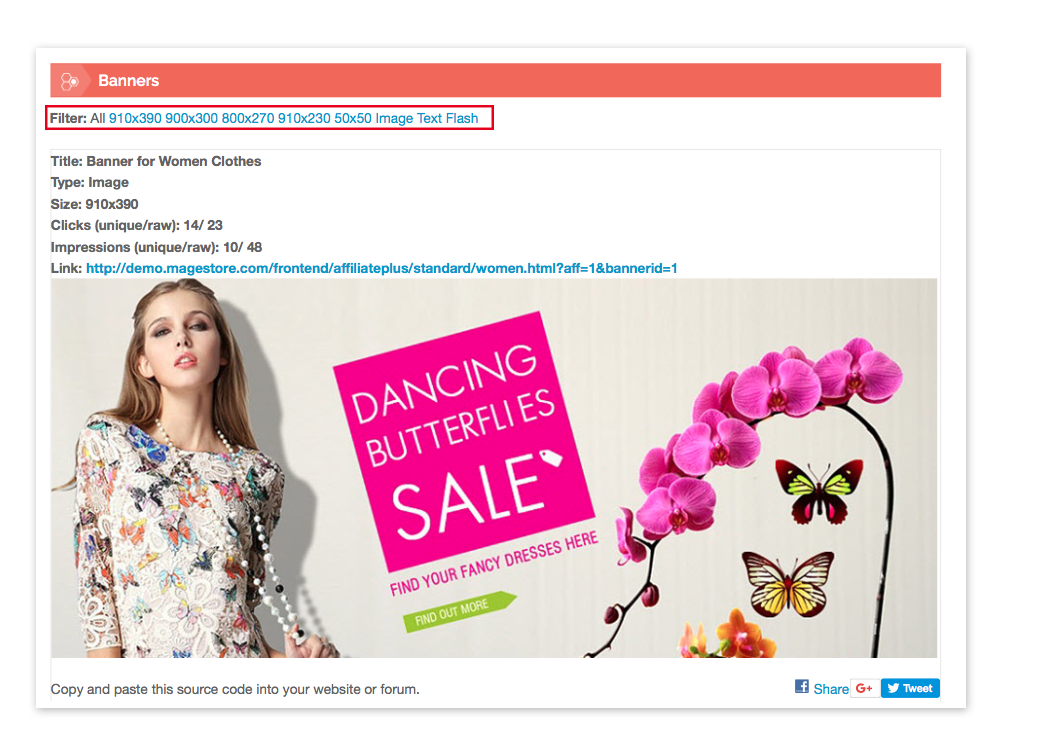 Banners
Filter: All 910x390 900x300 800x270 910x230 50x50 Image Text Flash
Title: Banner for Women Clothes
Type: Image
Size: 910x390
Clicks (unique/raw): 14/ 23
Impressions (unique/raw): 10/ 48
Link: http://demo.magestore.com/frontend/affiliateplus/standard/women.html?aff=1&bannerid=1
DANCING
BUTTERFLIES
SALE
FIND YOUR FANCY DRESSES HERE
FIND OUT MORE
Copy and paste this source code into your website or forum.
Share G+ Tweet